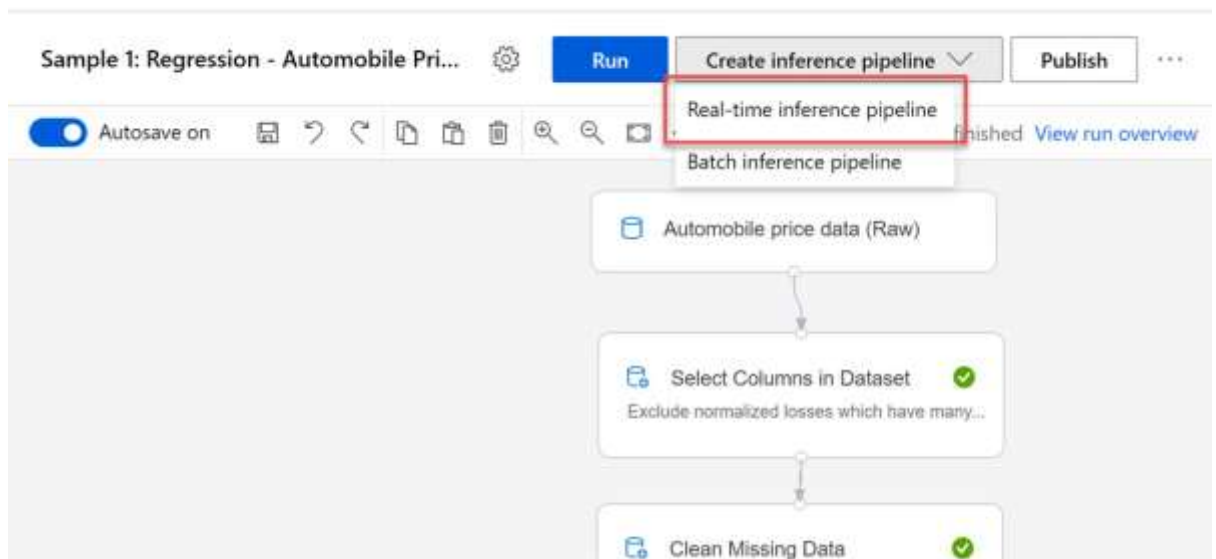 Sample 1: Regression - Automobile Pri... Run Create inference pipeline Publish ...
Real-time inference pipeline
Autosave on finished View run overview
Batch inference pipeline
Automobile price data (Raw)
Select Columns in Dataset
Exclude normalized losses which have many...
Clean Missing Data